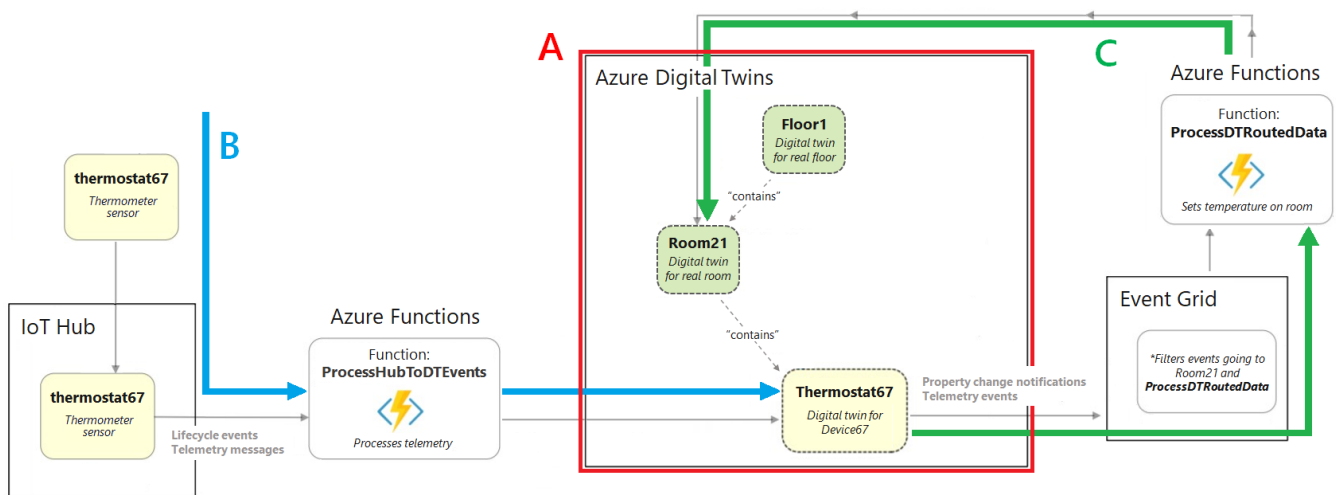 A
C
B
Azure Digital Twins
Azure Functions
Function:
ProcessDTRoutedData
Sets temperature on room
Floor1
Digital twin
for real floor
thermostat67
Thermometer
sensor
"contains"
Room21
Digital twin
for real room
Event Grid
IoT Hub
Azure Functions
"contains"
Function:
ProcessHubToDTEvents
Processes telemetry
*Filters events going to
Room21 and
ProcessDTRoutedData
thermostat67
Thermometer
sensor
Thermostat67
Digital twin for
Device67
Property change notifications
Telemetry events
Lifecycle events
Telemetry messages